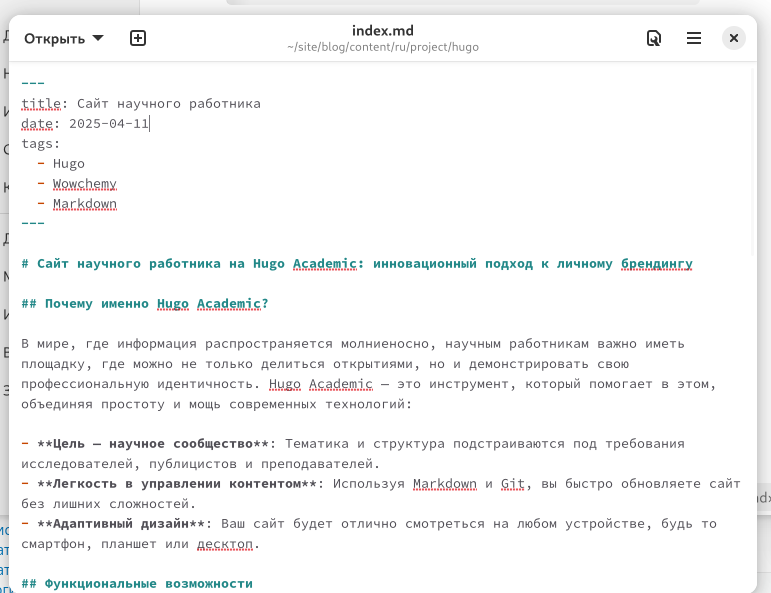 Открыть
index.md
~/site/blog/content/ru/project/hugo
---
title: Сайт научного работника
date: 2025-04-11
tags:
- Hugo
- Wowchemy
- Markdown
---
# Сайт научного работника на Hugo Academic: инновационный подход к личному брендингу
## Почему именно Hugo Academic?
В мире, где информация распространяется молниеносно, научным работникам важно иметь
площадку, где можно не только делиться открытиями, но и демонстрировать свою
профессиональную идентичность. Hugo Academic — это инструмент, который помогает в этом,
объединяя простоту и мощь современных технологий:
- **Цель — научное сообщество**: Тематика и структура подстраиваются под требования
исследователей, публицистов и преподавателей.
- **Легкость в управлении контентом**: Используя Markdown и Git, вы быстро обновляете сайт
без лишних сложностей.
- **Адаптивный дизайн**: Ваш сайт будет отлично смотреться на любом устройстве, будь то
смартфон, планшет или десктоп.
## Функциональные возможности